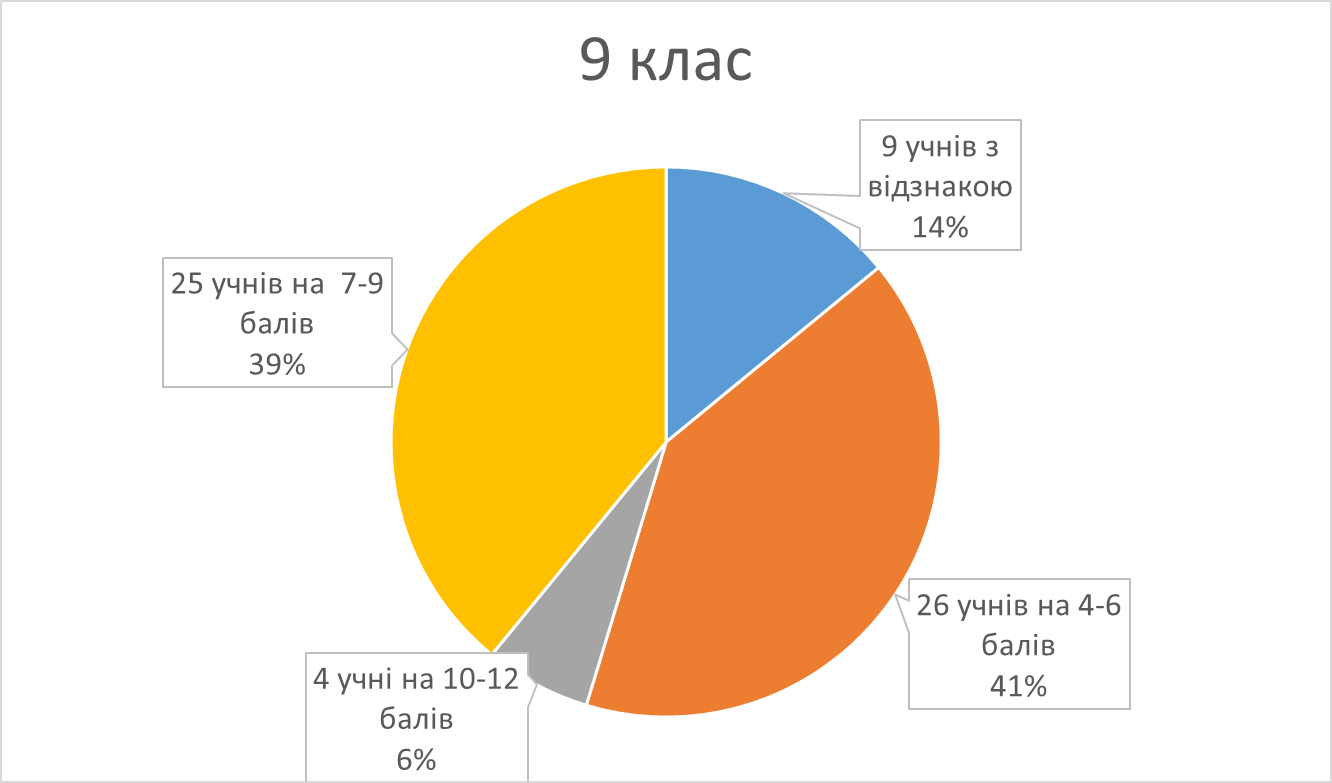 9 клас
9 учнів з
відзнакою
14%
25 учнів на  7-9
балів
39%
26 учнів на 4-6
балів
41%
4 учні на 10-12
балів
6%